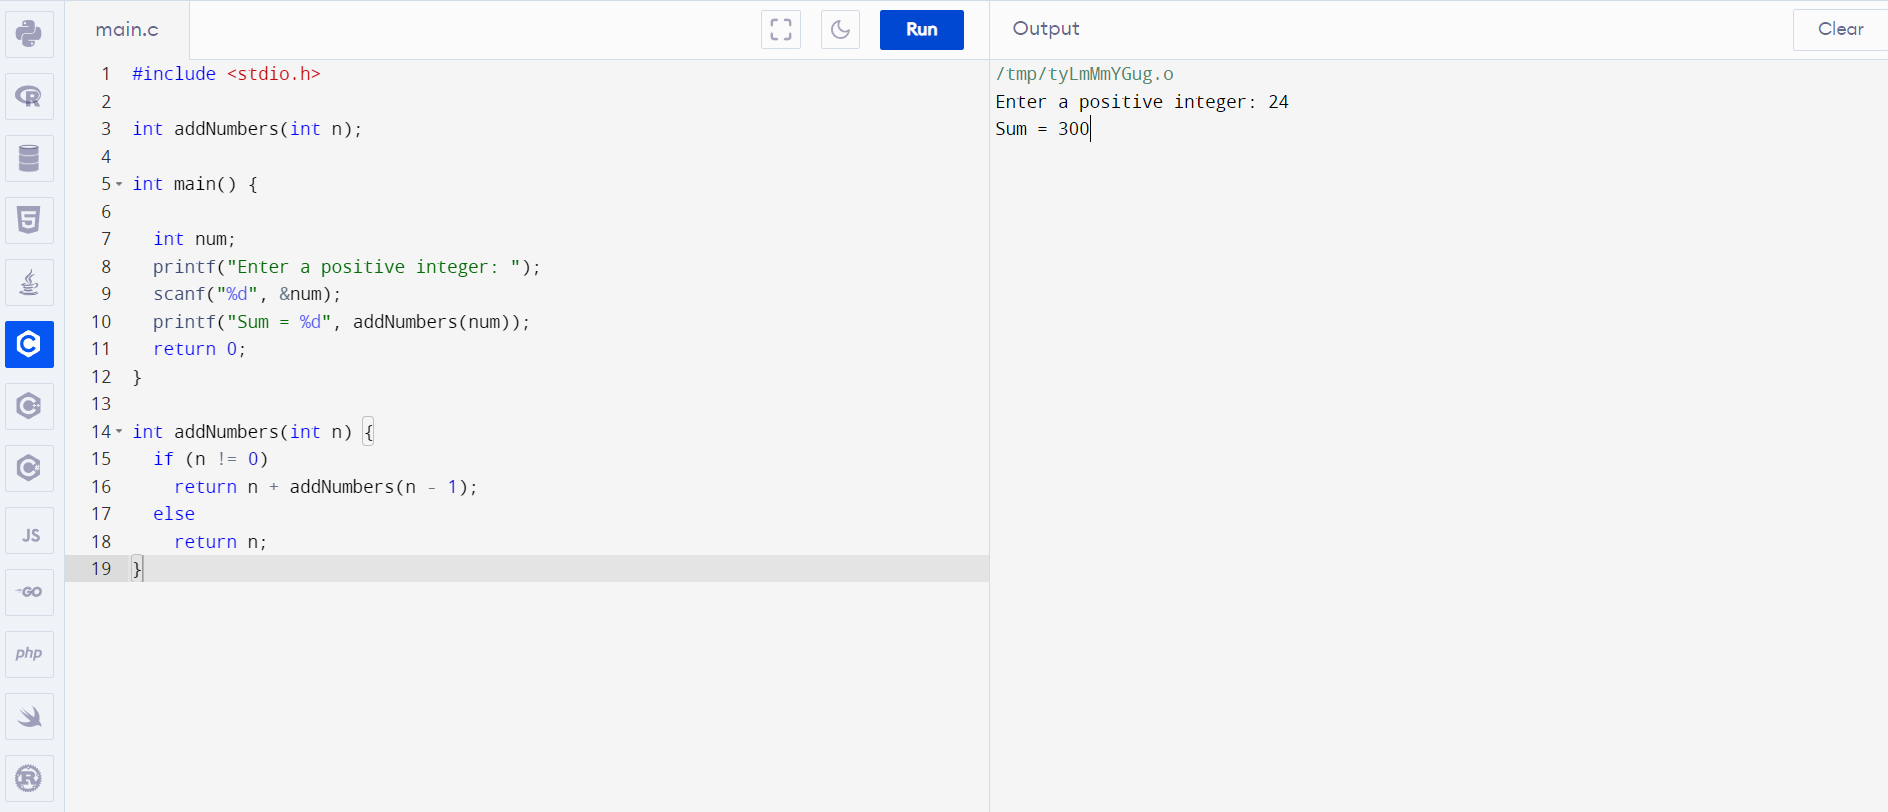 main.c
Run
Output
Clear
1 #include <stdio.h>
2
3 int addNumbers(int n);
4
5 int main() {
6
7   int num;
8   printf("Enter a positive integer: ");
9   scanf("%d", &num);
10   printf("Sum = %d", addNumbers(num));
11   return 0;
12 }
13
14 int addNumbers(int n) {
15   if (n != 0)
16     return n + addNumbers(n - 1);
17   else
18     return n;
19 }
/tmp/tyLmMmYGug.o
Enter a positive integer: 24
Sum = 300
R
5
C
C++
C#
JS
GO
php
R